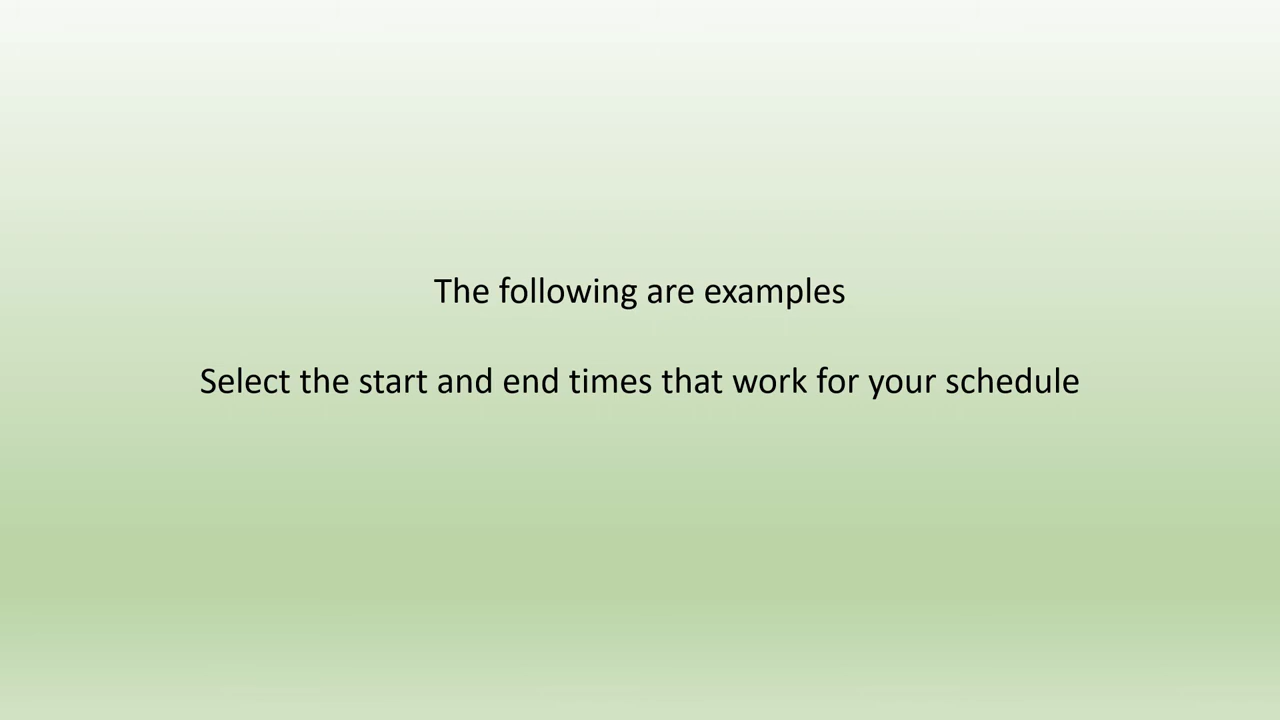 The following are examples
Select the start and end times that work for your schedule